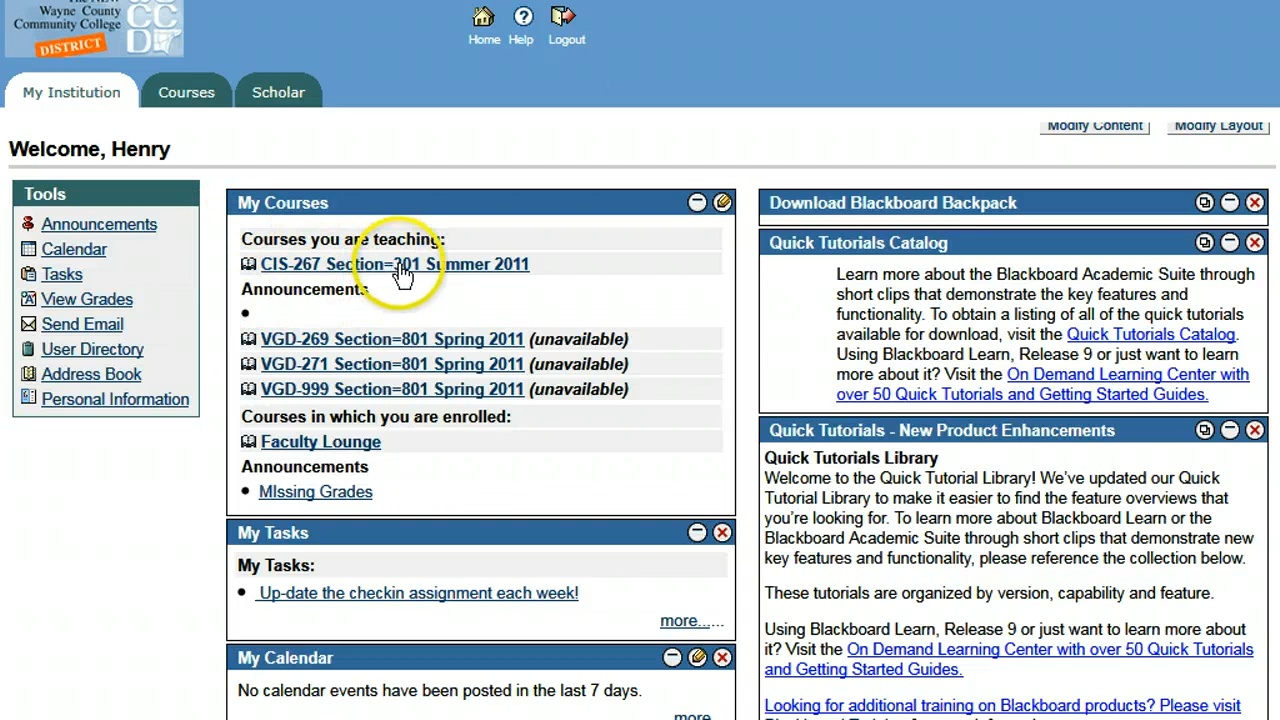 The NEW
Wayne County
Community College
DISTRICT
Home Help Logout
My Institution Courses Scholar
Modify Content Modify Layout
Welcome, Henry
Tools
Announcements
Calendar
Tasks
View Grades
Send Email
User Directory
Address Book
Personal Information
My Courses
Courses you are teaching:
CIS-267 Section=301 Summer 2011
Announcements
VGD-269 Section=801 Spring 2011 (unavailable)
VGD-271 Section=801 Spring 2011 (unavailable)
VGD-999 Section=801 Spring 2011 (unavailable)
Courses in which you are enrolled:
Faculty Lounge
Announcements
MIssing Grades
My Tasks
My Tasks:
Up-date the checkin assignment each week!
more......
My Calendar
No calendar events have been posted in the last 7 days.
more
Download Blackboard Backpack
Quick Tutorials Catalog
Learn more about the Blackboard Academic Suite through
short clips that demonstrate the key features and
functionality. To obtain a listing of all of the quick tutorials
available for download, visit the Quick Tutorials Catalog.
Using Blackboard Learn, Release 9 or just want to learn
more about it? Visit the On Demand Learning Center with
over 50 Quick Tutorials and Getting Started Guides.
Quick Tutorials - New Product Enhancements
Quick Tutorials Library
Welcome to the Quick Tutorial Library! We've updated our Quick
Tutorial Library to make it easier to find the feature overviews that
you're looking for. To learn more about Blackboard Learn or the
Blackboard Academic Suite through short clips that demonstrate new
key features and functionality, please reference the collection below.
These tutorials are organized by version, capability and feature.
Using Blackboard Learn, Release 9 or just want to learn more about
it? Visit the On Demand Learning Center with over 50 Quick Tutorials
and Getting Started Guides.
Looking for additional training on Blackboard products? Please visit